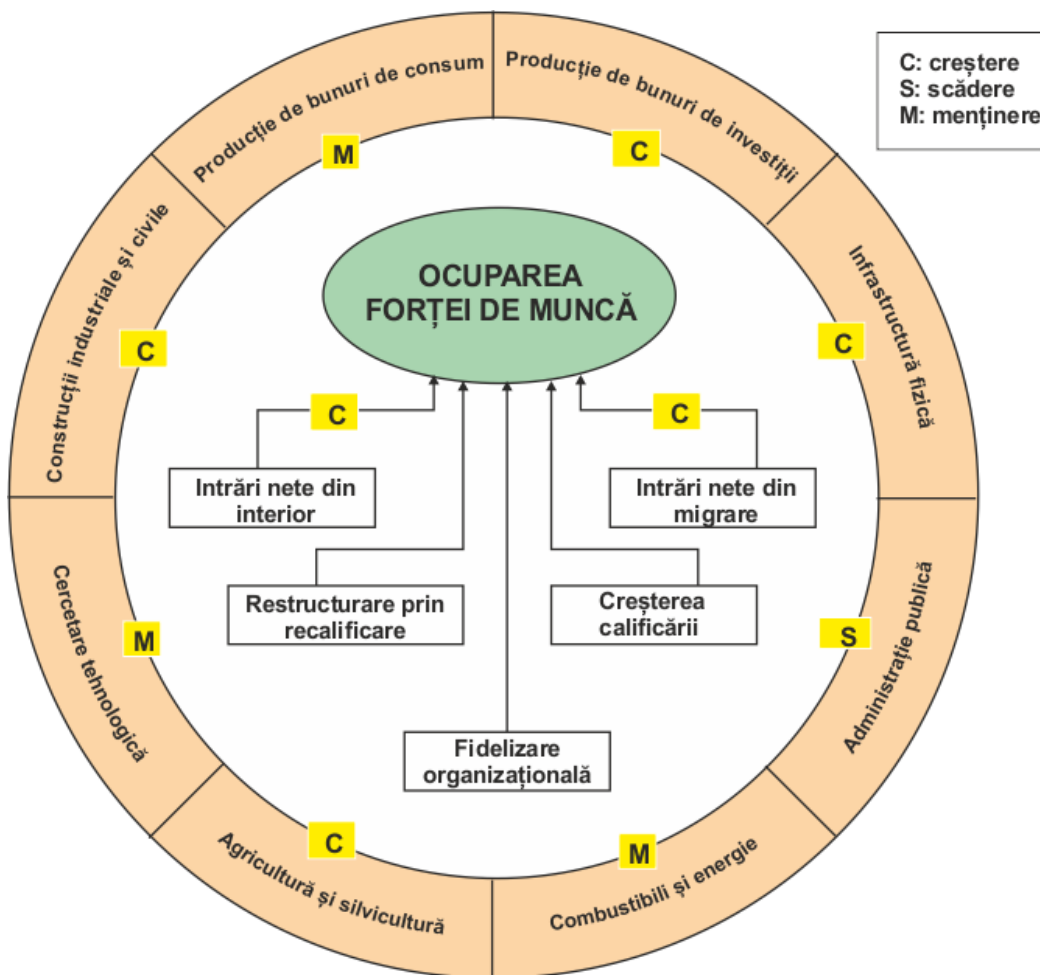 Producție de bunuri de consum
M
Producție de bunuri de investiții
C
C: creștere
S: scădere
M: menținere
Construcții industriale și civile
C
Infrastructură fizică
C
OCUPAREA
FORȚEI DE MUNCĂ
C
C
Intrări nete din
interior
Intrări nete din
migrare
Restructurare prin
recalificare
Creșterea
calificării
Fidelizare
organizațională
Cercetare tehnologică
M
Administrație publică
S
Agricultură și silvicultură
C
Combustibili și energie
M